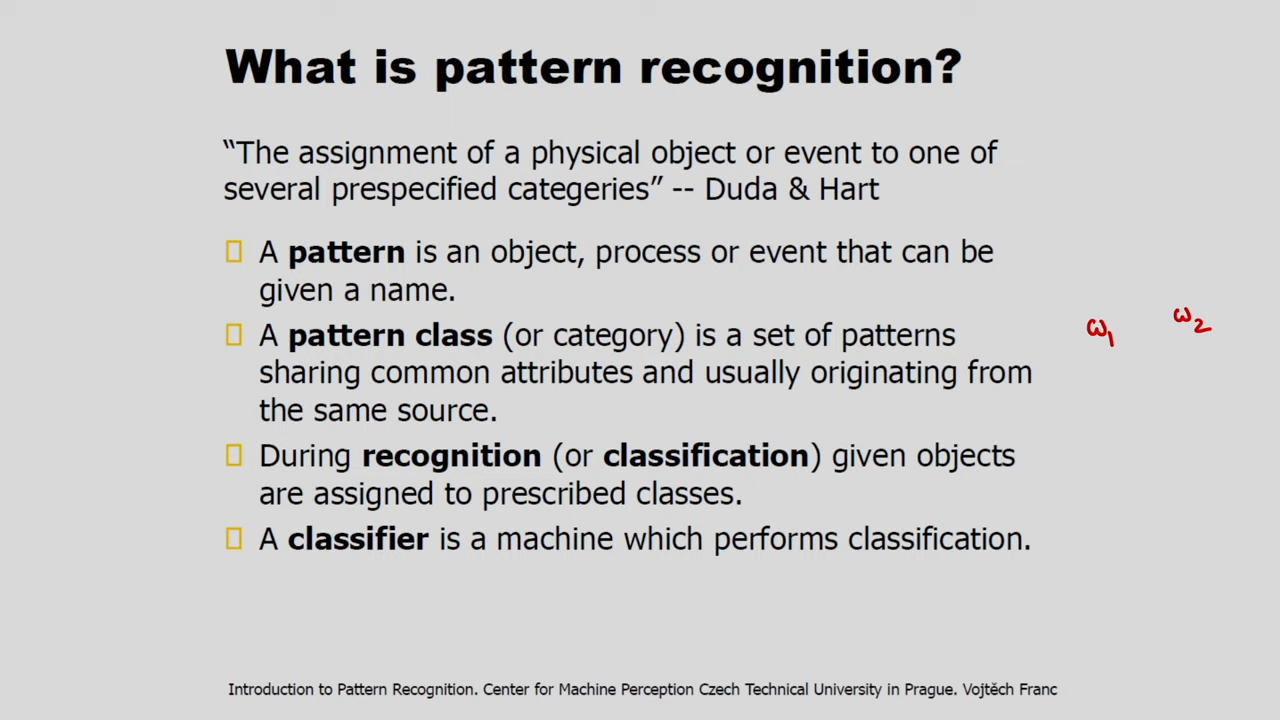 What is pattern recognition?
“The assignment of a physical object or event to one of
several prespecified categeries” -- Duda & Hart
A pattern is an object, process or event that can be
given a name.
A pattern class (or category) is a set of patterns
sharing common attributes and usually originating from
the same source.
ω1 ω2
During recognition (or classification) given objects
are assigned to prescribed classes.
A classifier is a machine which performs classification.
Introduction to Pattern Recognition. Center for Machine Perception Czech Technical University in Prague. Vojtěch Franc